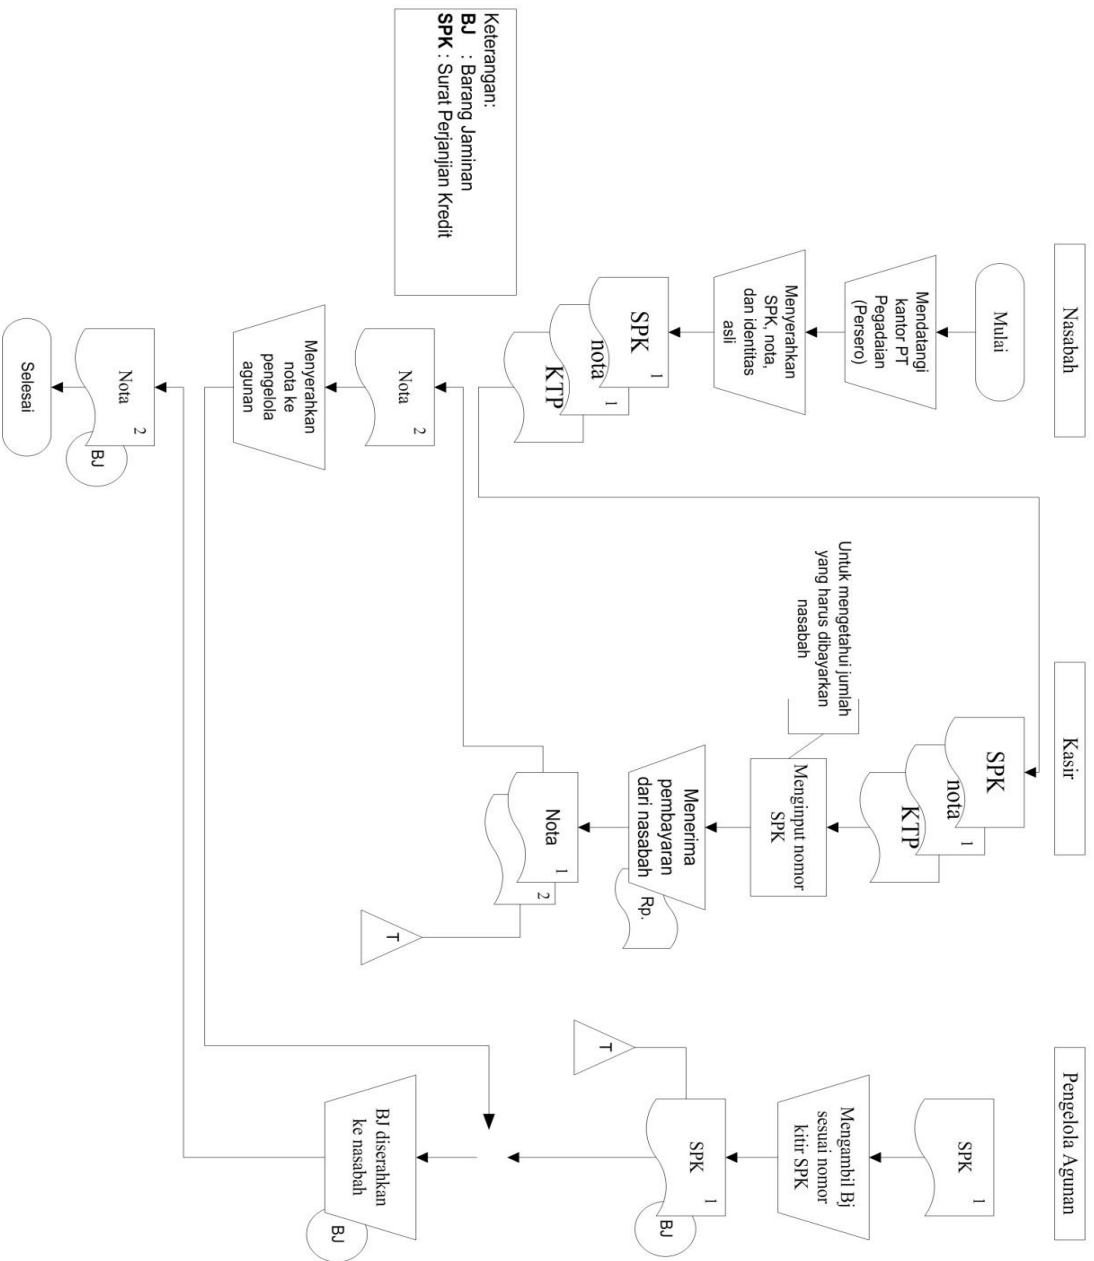 Nasabah
Kasir
Pengelola Agunan
Mulai
Mendatangi
kantor PT
Pegadaian
(Persero)
Menyerahkan
SPK, nota,
dan identitas
asli
SPK
1
nota
1
KTP
Nota
2
Menyerahkan
nota ke
pengelola
agunan
Nota
2
BJ
Selesai
SPK
nota
1
KTP
Menginput nomor
SPK
Untuk mengetahui jumlah
yang harus dibayarkan
nasabah
Menerima
pembayaran
dari nasabah
Rp.
Nota
1
2
T
SPK
1
Mengambil Bj
sesuai nomor
kitir SPK
SPK
1
BJ
T
BJ diserahkan
ke nasabah
BJ
Keterangan:
BJ : Barang Jaminan
SPK : Surat Perjanjian Kredit